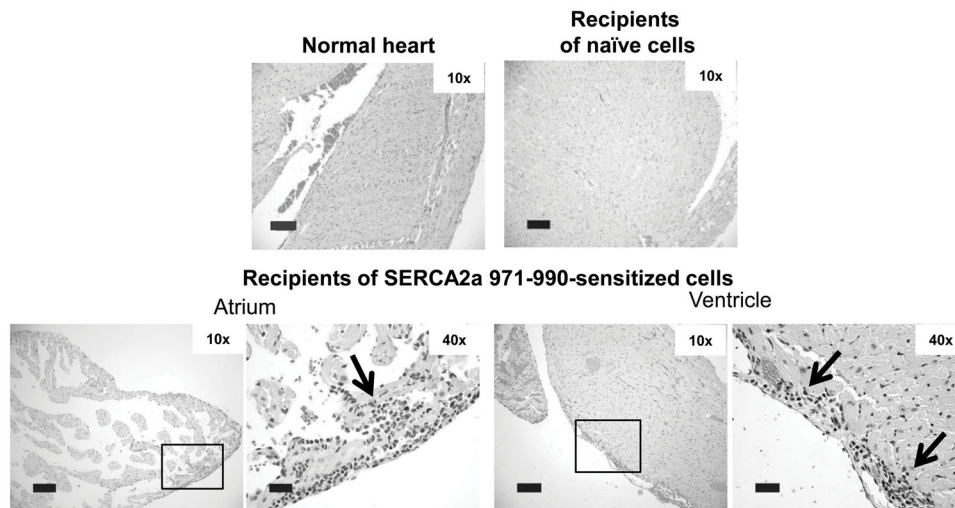 Normal heart
Recipients
of naïve cells
10x
10x
Recipients of SERCA2a 971-990-sensitized cells
Atrium
Ventricle
10x
40x
10x
40x